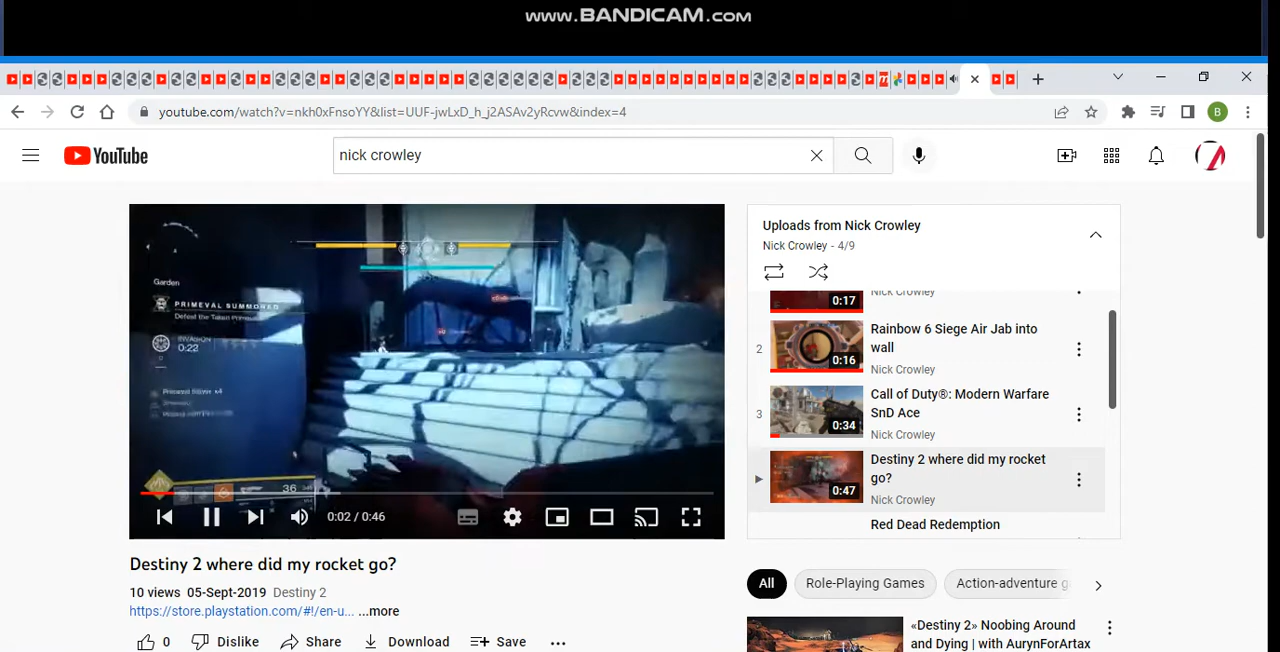 www.BANDICAM.com
youtube.com/watch?v=nkh0xFnsoYY&list=UUF-jwLxD_h_j2ASAv2yRcvw&index=4
B
YouTube
nick crowley
Garden
PRIMEVAL SUMMONED
Defeat the Taken Primeval
INVASION
0:22
36
0:02 / 0:46
Uploads from Nick Crowley
Nick Crowley - 4/9
Nick Crowley
0:17
2
Rainbow 6 Siege Air Jab into
wall
0:16
Nick Crowley
3
Call of Duty®: Modern Warfare
SnD Ace
0:34
Nick Crowley
Destiny 2 where did my rocket
go?
0:47
Nick Crowley
Red Dead Redemption
Destiny 2 where did my rocket go?
10 views 05-Sept-2019 Destiny 2
https://store.playstation.com/#!/en-u... ...more
0 Dislike Share Download Save
All Role-Playing Games Action-adventure g
«Destiny 2» Noobing Around
and Dying | with AurynForArtax